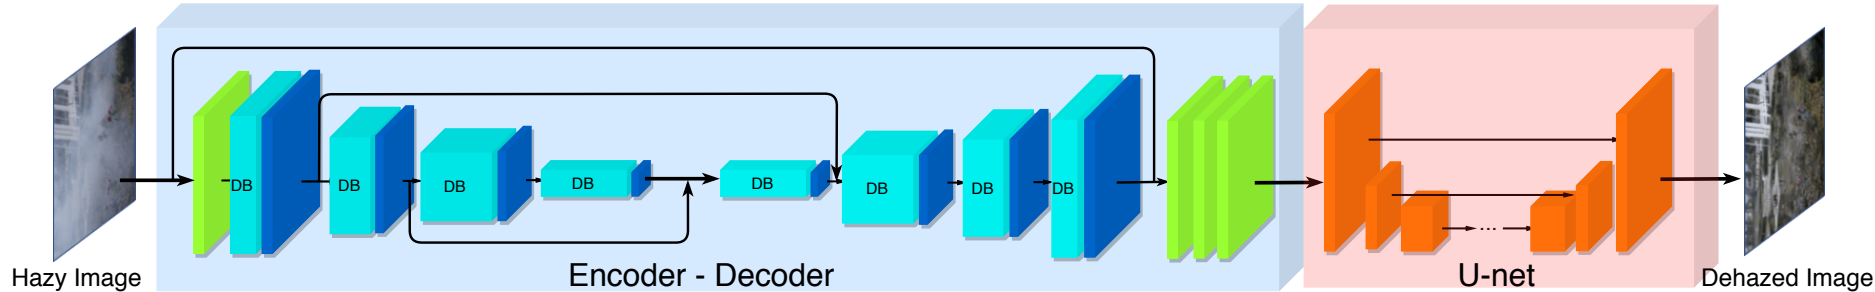 DB
DB
DB
DB
DB
DB
DB
DB
...
Hazy Image
Encoder - Decoder
U-net
Dehazed Image